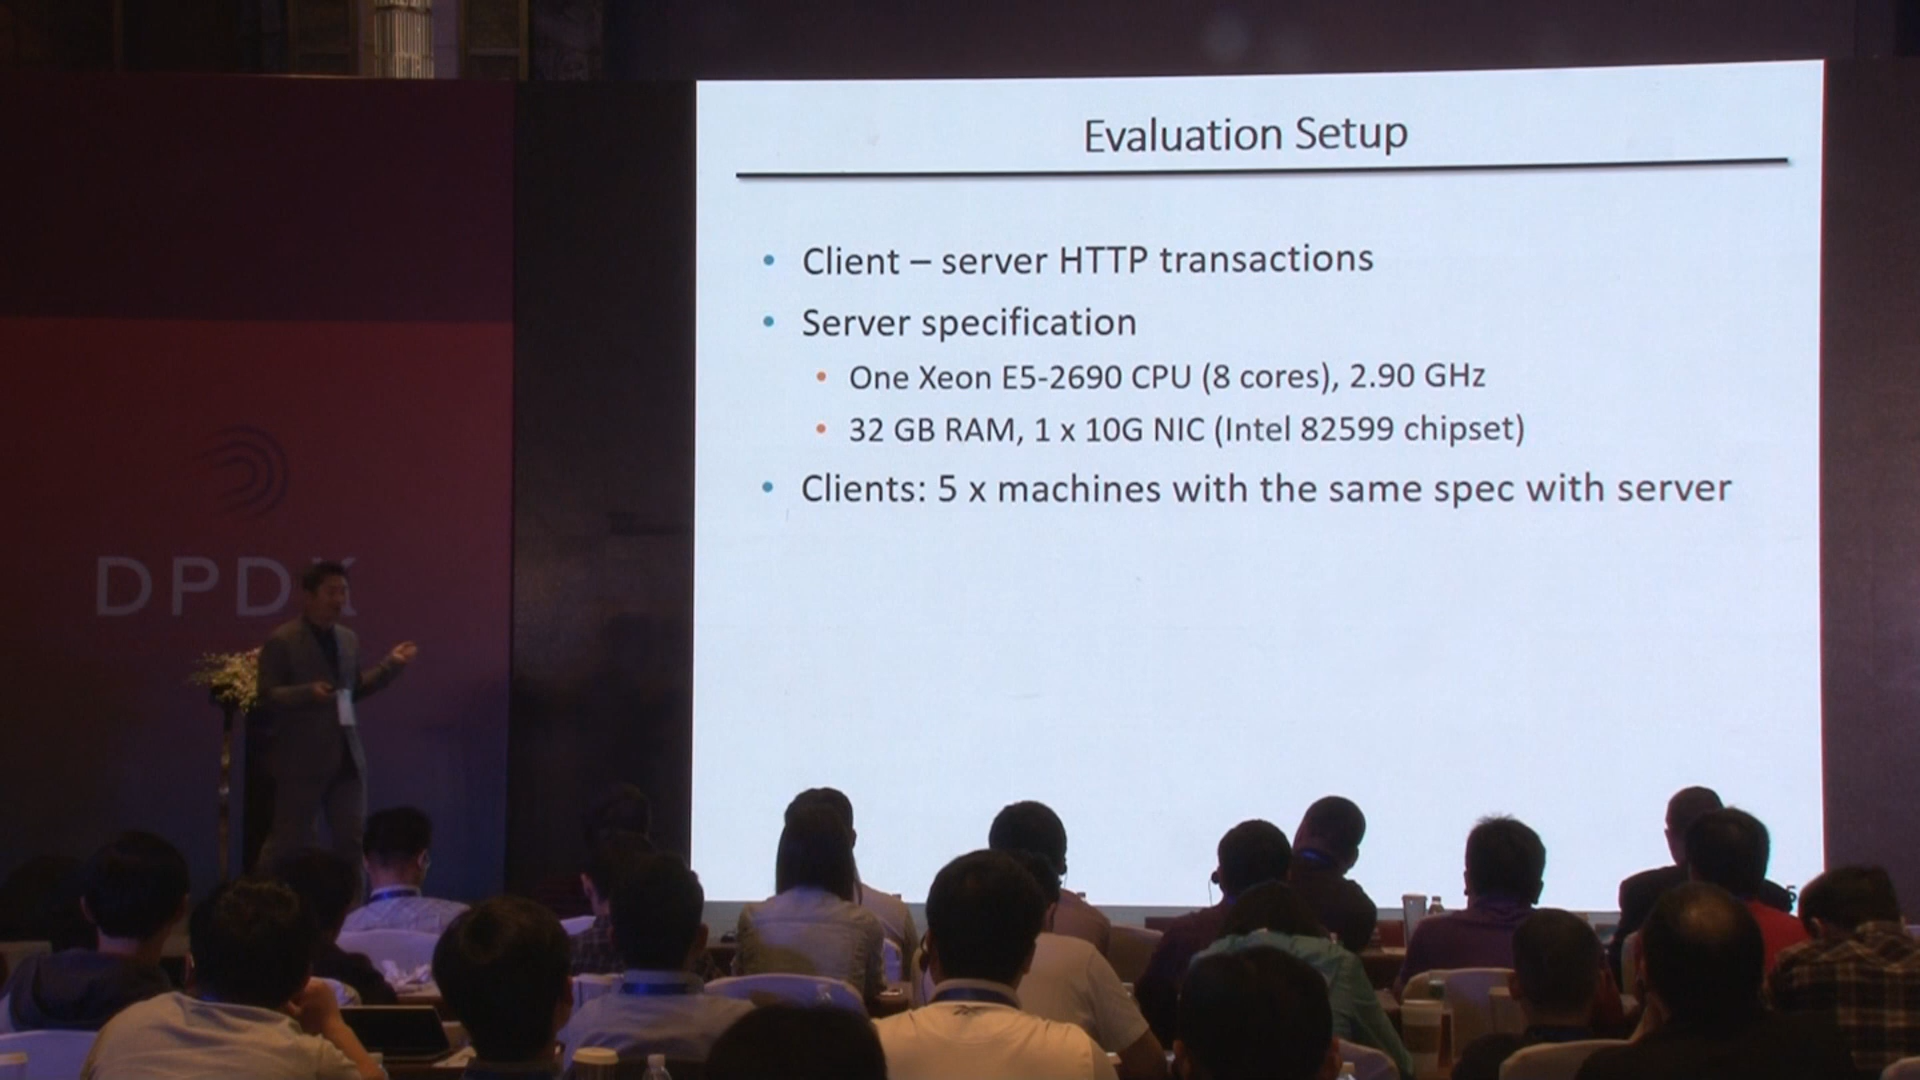 Evaluation Setup
• Client – server HTTP transactions
• Server specification
• One Xeon E5-2690 CPU (8 cores), 2.90 GHz
• 32 GB RAM, 1 x 10G NIC (Intel 82599 chipset)
• Clients: 5 x machines with the same spec with server
DPDK